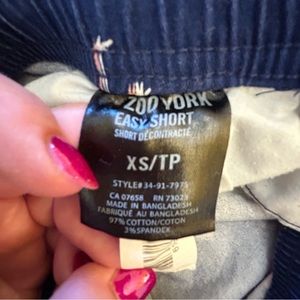 ZOO YORK
EASY SHORT
SHORT DÉCONTRACTÉ
XS/TP
STYLE#34-91-7975
CA 07658 RN 73023
MADE IN BANGLADESH
FABRIQUÉ AU BANGLADESH
97% COTTON/COTON
3%SPANDEX